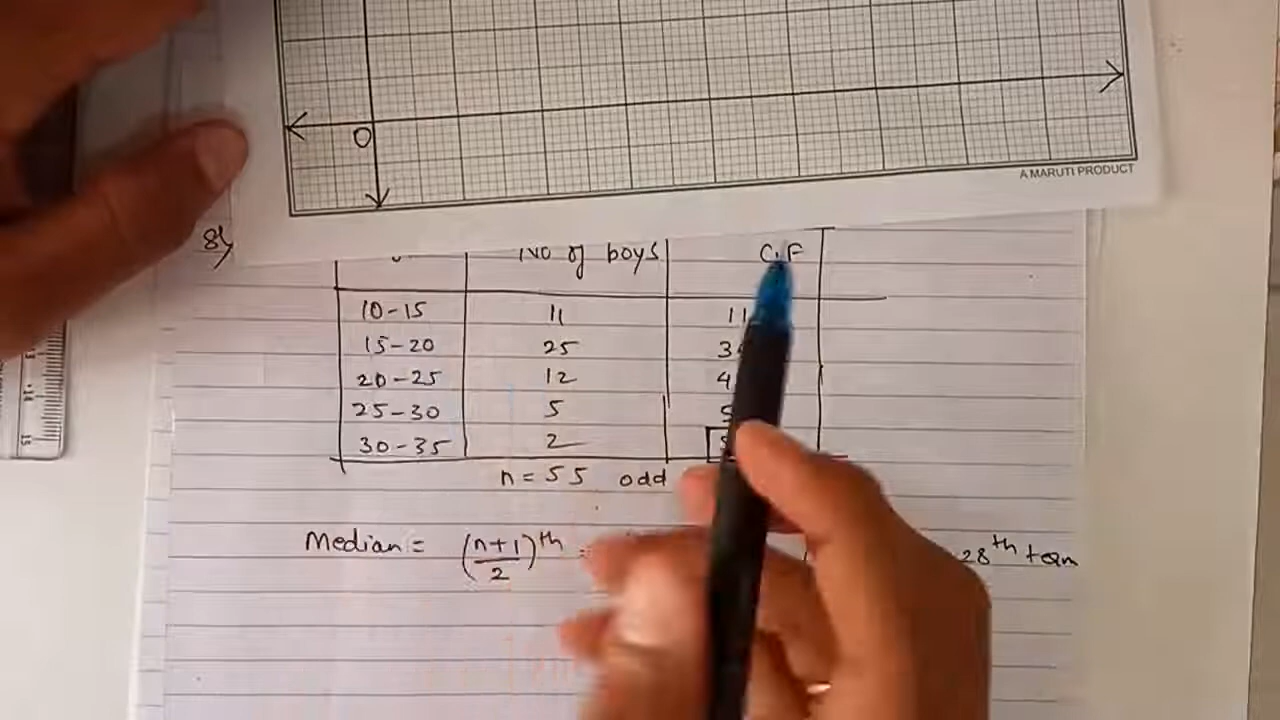 O
A MARUTI PRODUCT
8)
No of boys C.F
10-15 11 11
15-20 25
20-25 12
25-30 5
30-35 2
n = 55 odd
Median = (n+1/2)th = 28th term